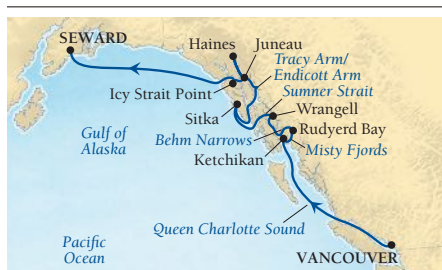 SEWARD
Haines
Juneau
Tracy Arm/
Endicott Arm
Sumner Strait
Icy Strait Point
Wrangell
Sitka
Rudyerd Bay
Gulf of
Alaska
Behm Narrows
Misty Fjords
Ketchikan
Queen Charlotte Sound
Pacific
Ocean
VANCOUVER